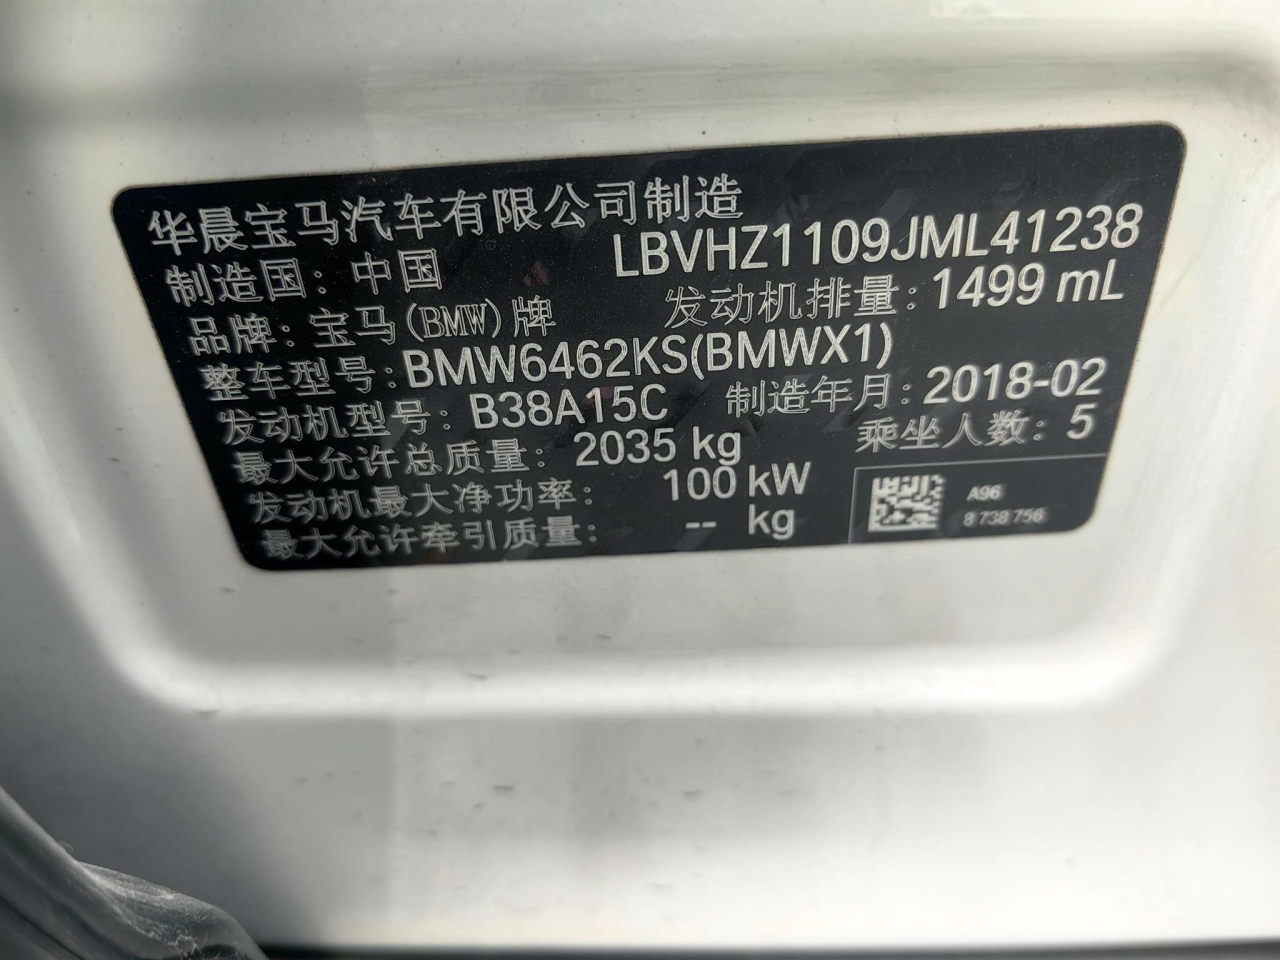 华晨宝马汽车有限公司制造
制造国：中国 LBVHZ1109JML41238
品牌：宝马(BMW)牌 发动机排量：1499 mL
整车型号：BMW6462KS(BMWX1)
发动机型号：B38A15C 制造年月：2018-02
最大允许总质量：2035 kg 乘坐人数：5
发动机最大净功率：100 kW
最大允许牵引质量：-- kg
A96
8 738 756